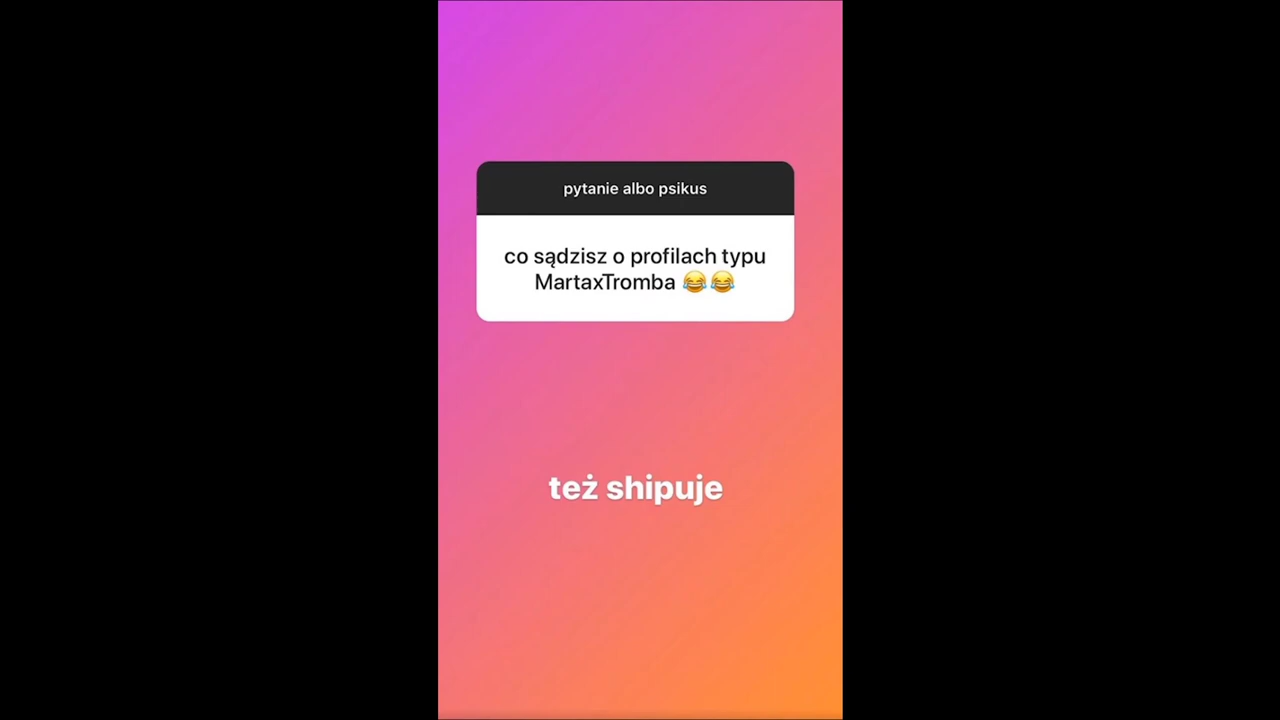 pytanie albo psikus
co sądzisz o profilach typu
MartaxTromba 😂😂
też shipuje